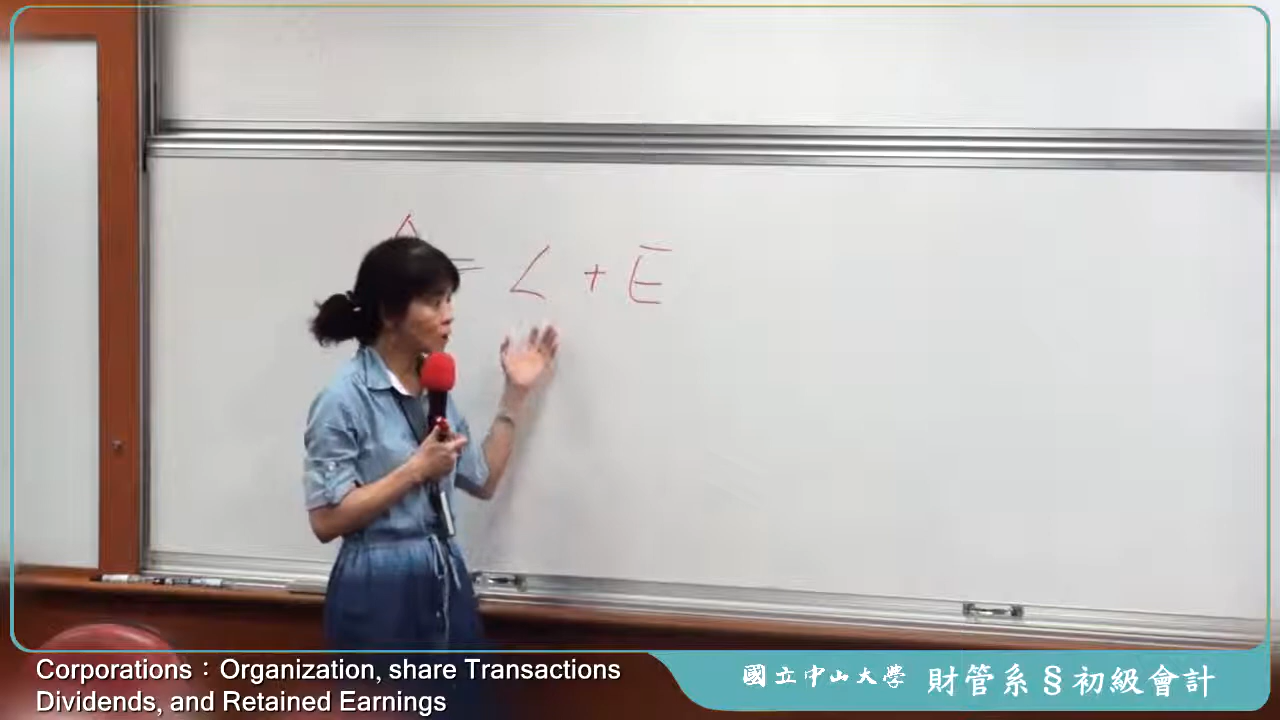 A = L + E
Corporations：Organization, share Transactions
Dividends, and Retained Earnings
國立中山大學 財管系§初級會計